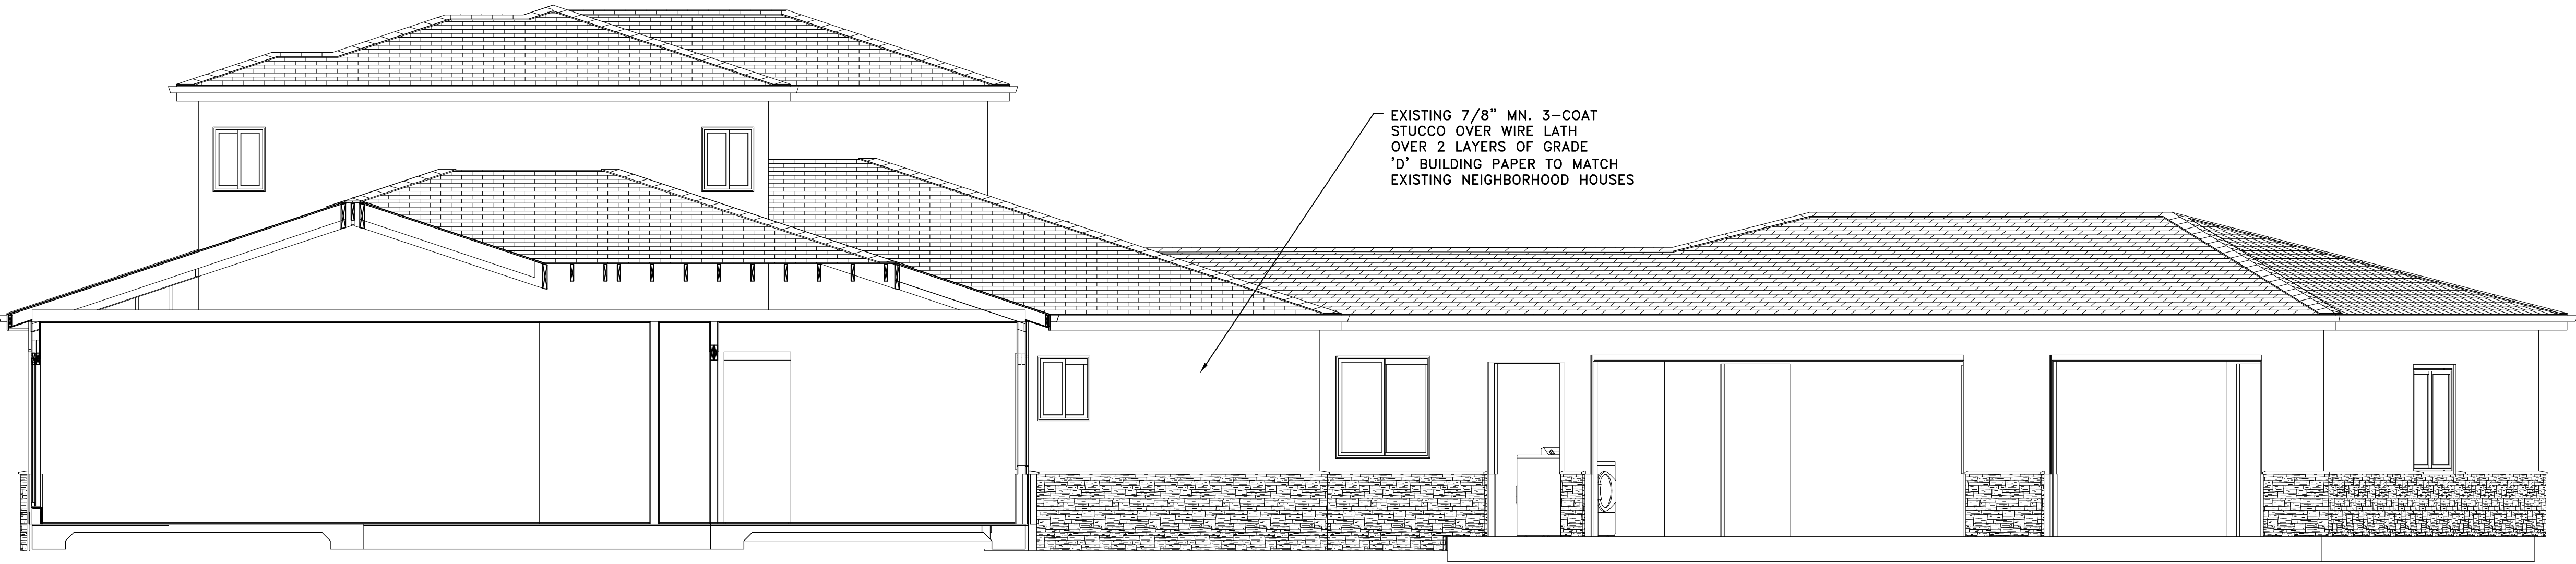 EXISTING 7/8" MN. 3-COAT
STUCCO OVER WIRE LATH
OVER 2 LAYERS OF GRADE
'D' BUILDING PAPER TO MATCH
EXISTING NEIGHBORHOOD HOUSES